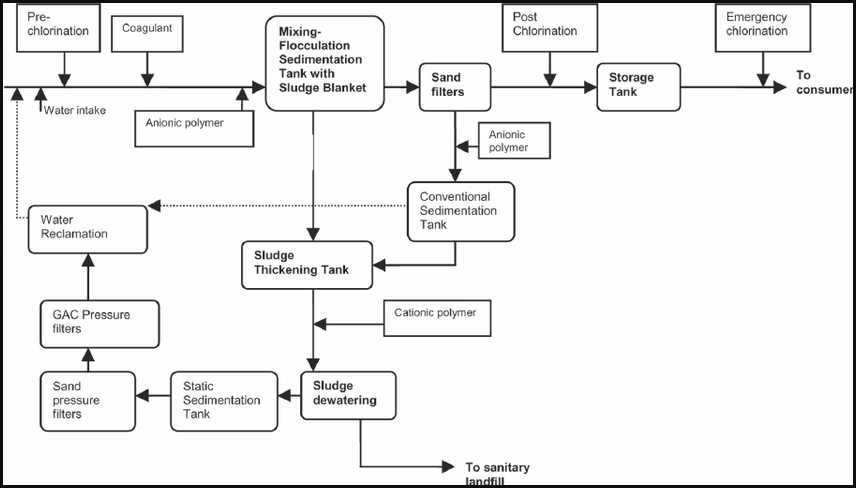 Pre-
chlorination
Coagulant
Mixing-
Flocculation
Sedimentation
Tank with
Sludge Blanket
Post
Chlorination
Emergency
chlorination
Sand
filters
Storage
Tank
To
consumer
Water intake
Anionic polymer
Anionic
polymer
Water
Reclamation
Conventional
Sedimentation
Tank
Sludge
Thickening Tank
GAC Pressure
filters
Cationic polymer
Sand
pressure
filters
Static
Sedimentation
Tank
Sludge
dewatering
To sanitary
landfill